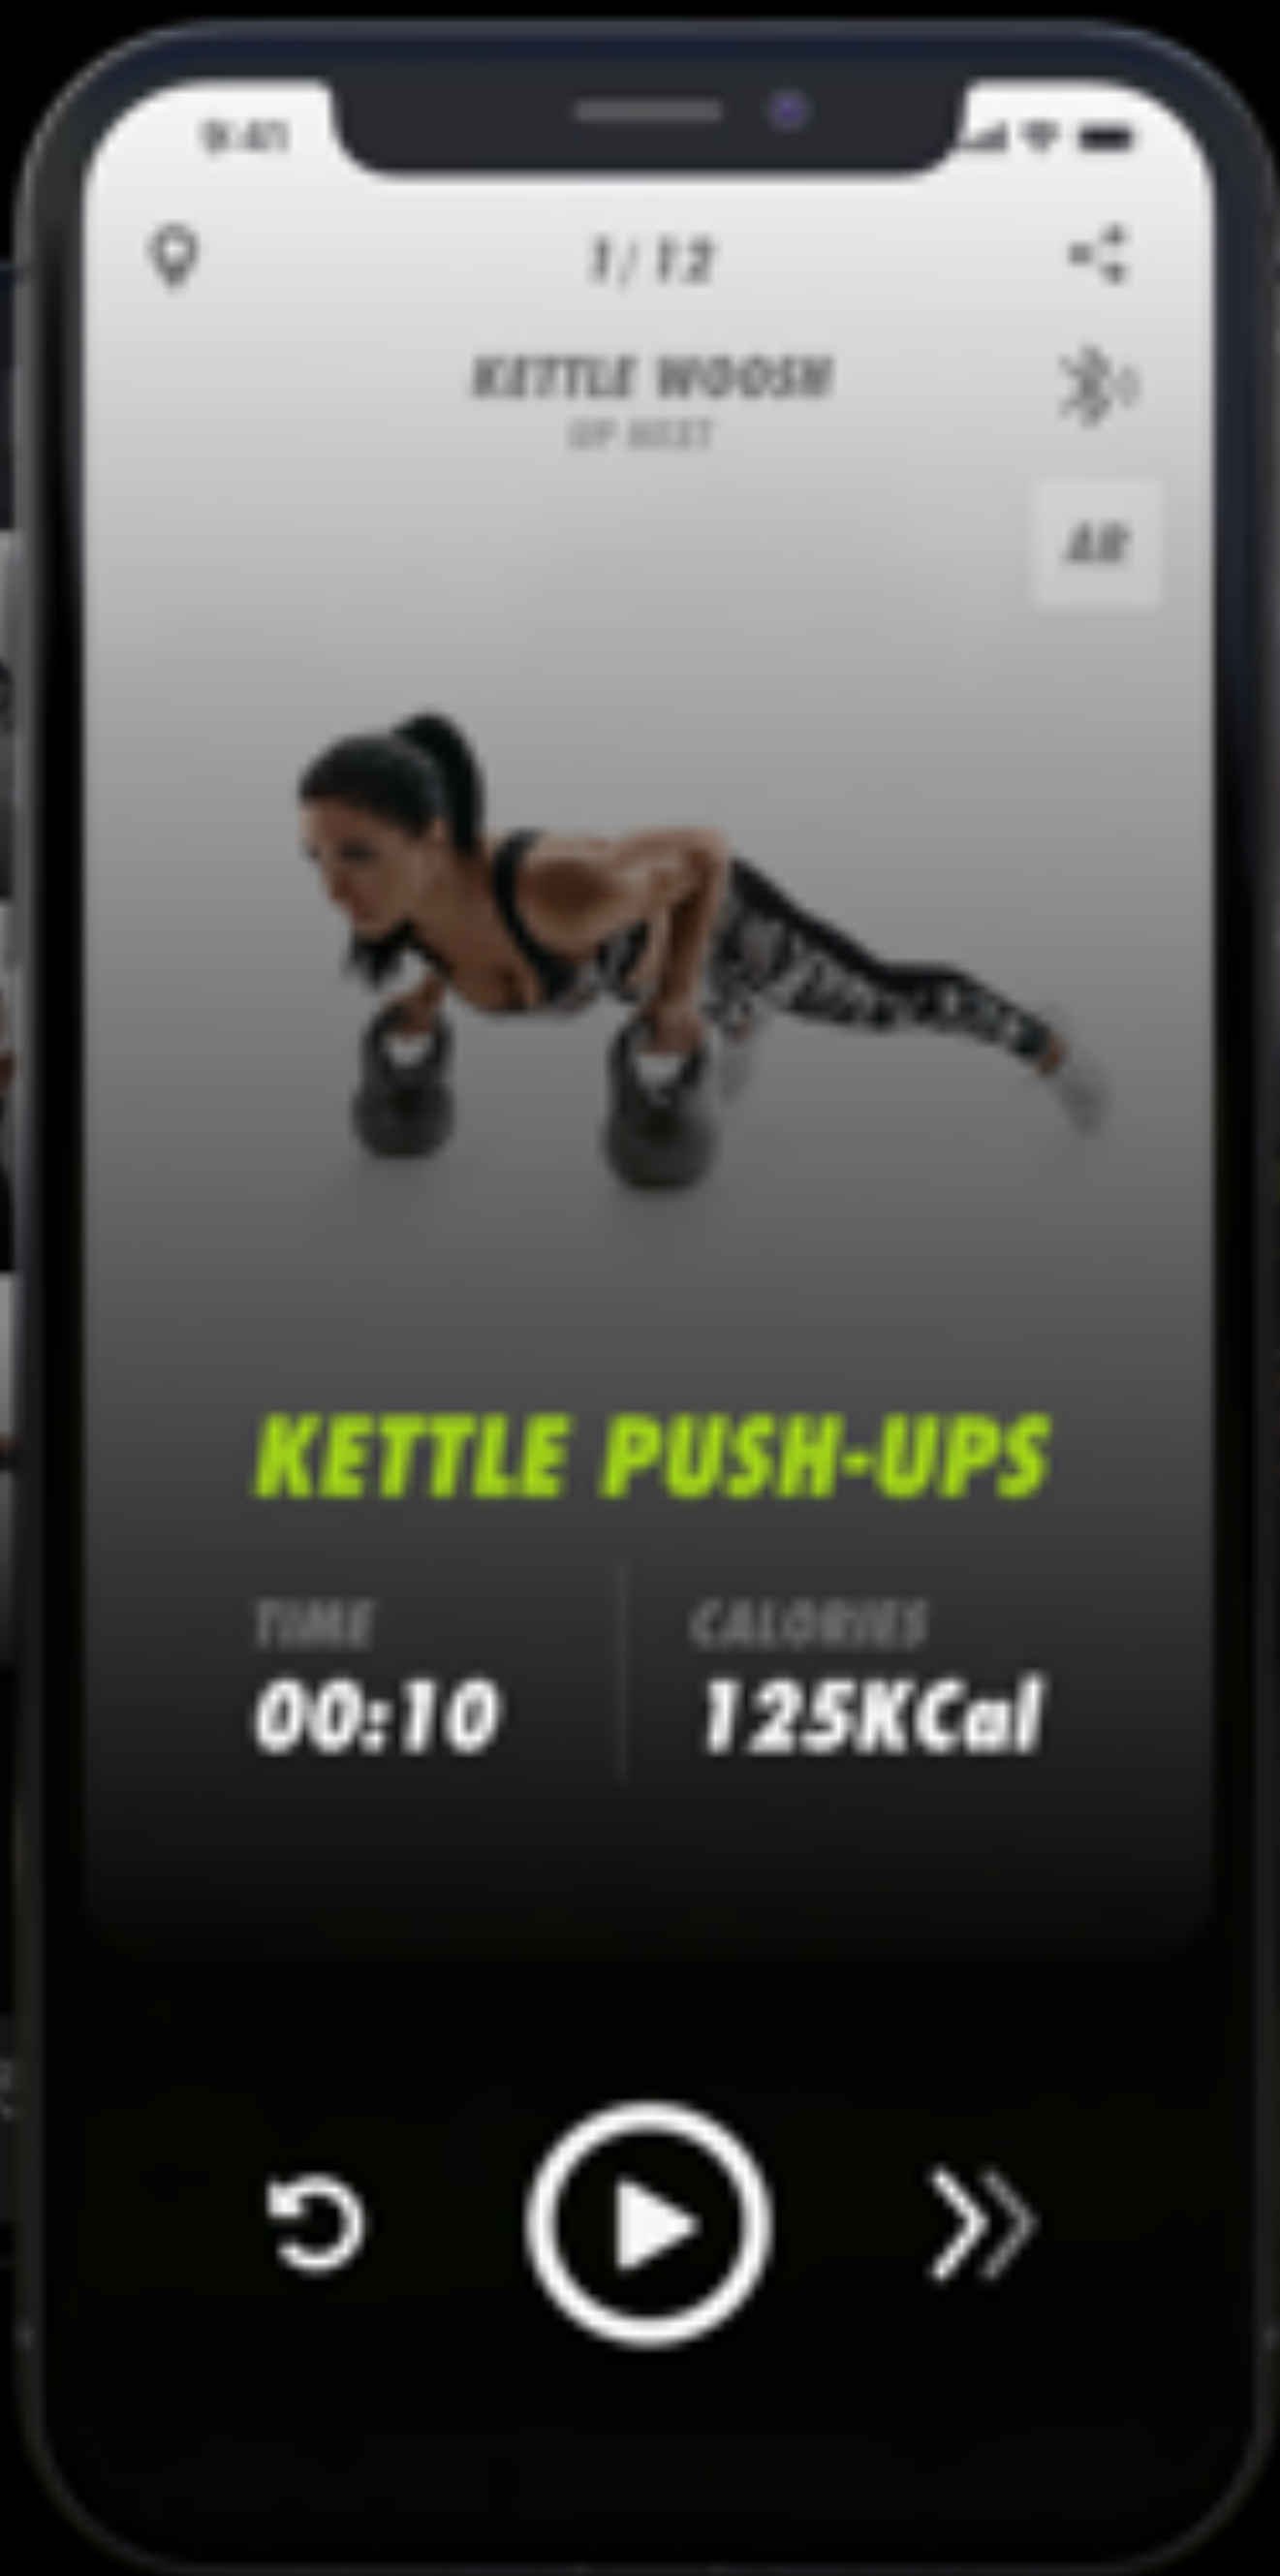 9:41
1/12
KETTLE WOOSH
UP NEXT
AR
KETTLE PUSH-UPS
TIME
CALORIES
00:10
125KCal